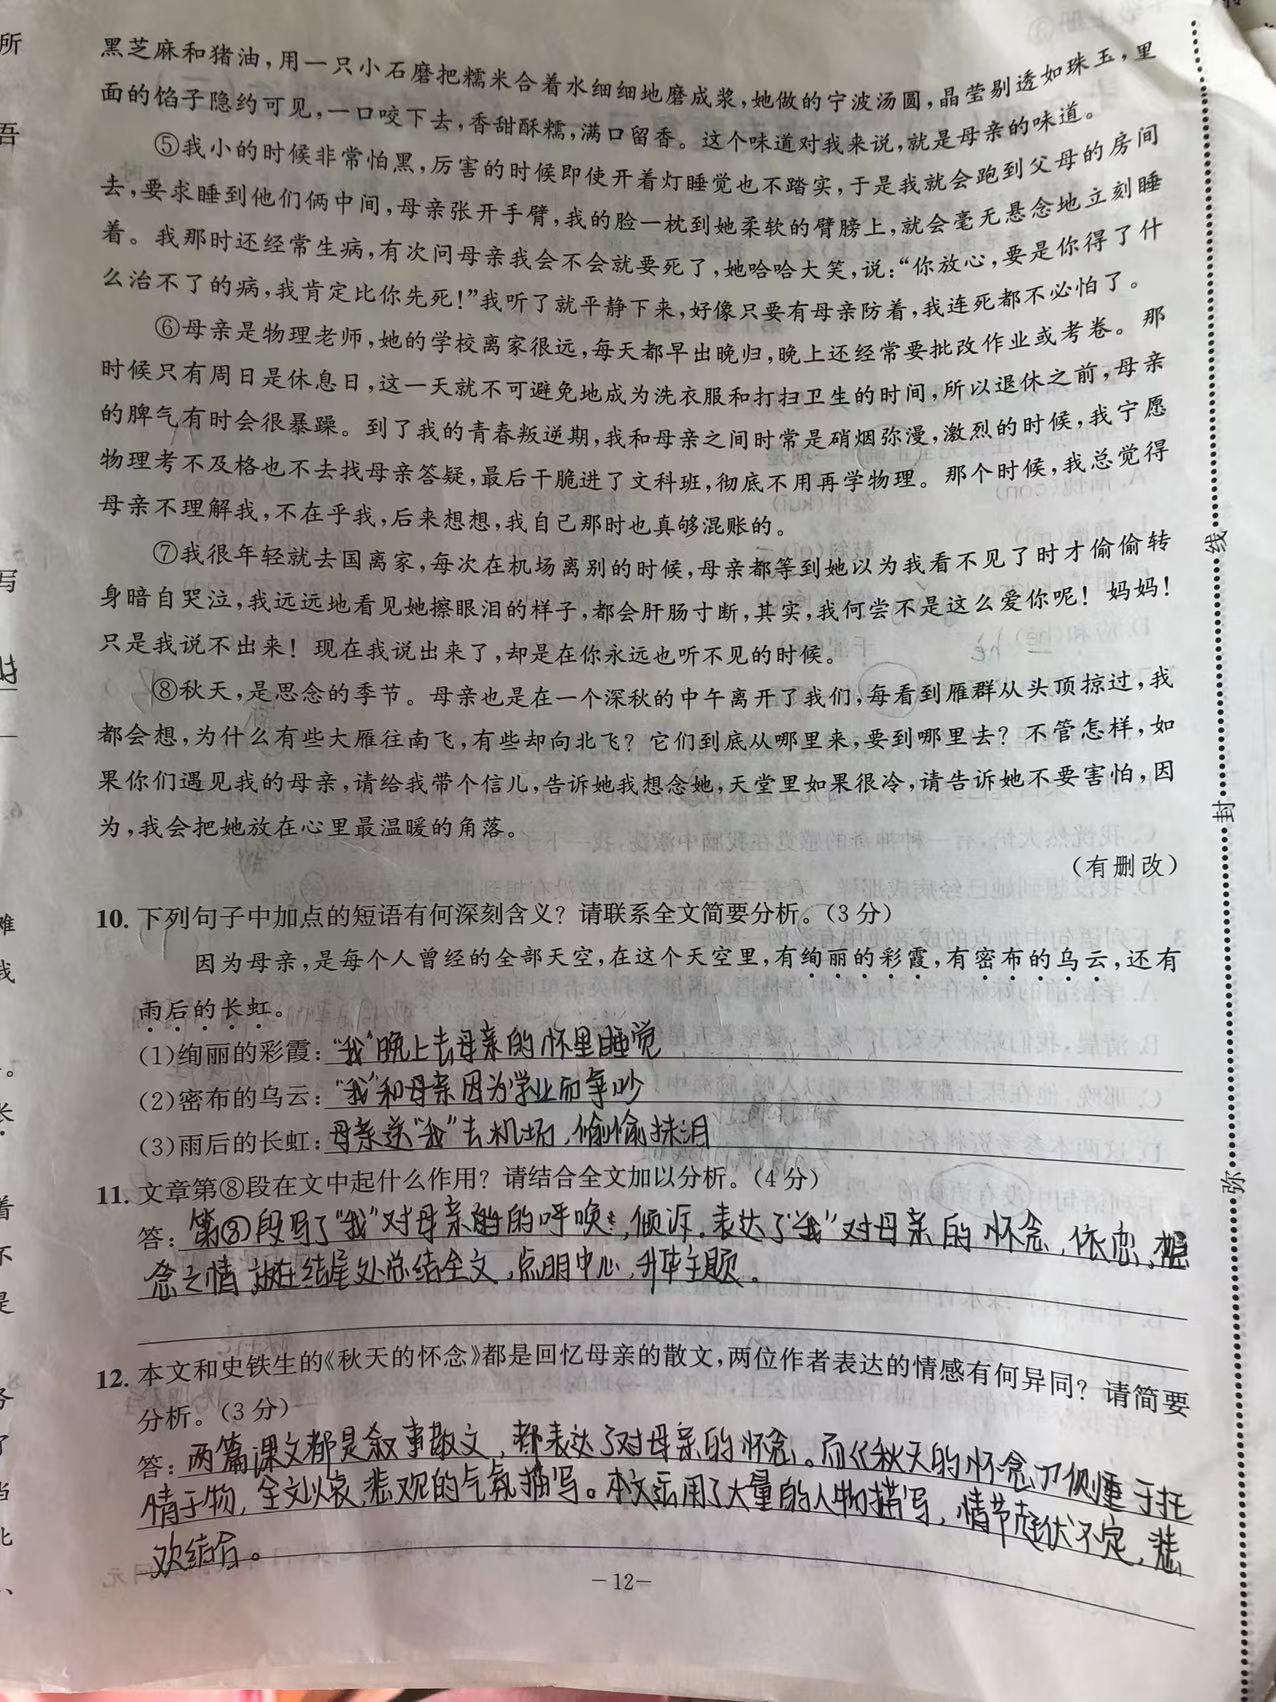 黑芝麻和猪油，用一只小石磨把糯米合着水细细地磨成浆，她做的宁波汤圆，晶莹剔透如珠玉，里
面的馅子隐约可见，一口咬下去，香甜酥糯，满口留香。这个味道对我来说，就是母亲的味道。
⑤我小的时候非常怕黑，厉害的时候即使开着灯睡觉也不踏实，于是我就会跑到父母的房间
去，要求睡到他们俩中间，母亲张开手臂，我的脸一枕到她柔软的臂膀上，就会毫无悬念地立刻睡
着。我那时还经常生病，有次问母亲我会不会就要死了，她哈哈大笑，说：“你放心，要是你得了什
么治不了的病，我肯定比你先死！”我听了就平静下来，好像只要有母亲防着，我连死都不必怕了。
⑥母亲是物理老师，她的学校离家很远，每天都早出晚归，晚上还经常要批改作业或考卷。那
时候只有周日是休息日，这一天就不可避免地成为洗衣服和打扫卫生的时间，所以退休之前，母亲
的脾气有时会很暴躁。到了我的青春叛逆期，我和母亲之间时常是硝烟弥漫，激烈的时候，我宁愿
物理考不及格也不去找母亲答疑，最后干脆进了文科班，彻底不用再学物理。那个时候，我总觉得
母亲不理解我，不在乎我，后来想想，我自己那时也真够混账的。
⑦我很年轻就去国离家，每次在机场离别的时候，母亲都等到她以为我看不见了时才偷偷转
身暗自哭泣，我远远地看见她擦眼泪的样子，都会肝肠寸断，其实，我何尝不是这么爱你呢！妈妈！
只是我说不出来！现在我说出来了，却是在你永远也听不见的时候。
⑧秋天，是思念的季节。母亲也是在一个深秋的中午离开了我们，每看到雁群从头顶掠过，我
都会想，为什么有些大雁往南飞，有些却向北飞？它们到底从哪里来，要到哪里去？不管怎样，如
果你们遇见我的母亲，请给我带个信儿，告诉她我想念她，天堂里如果很冷，请告诉她不要害怕，因
为，我会把她放在心里最温暖的角落。
（有删改）
10. 下列句子中加点的短语有何深刻含义？请联系全文简要分析。（3分）
因为母亲，是每个人曾经的全部天空，在这个天空里，有绚丽的彩霞，有密布的乌云，还有
雨后的长虹。
(1)绚丽的彩霞：“我”晚上去母亲的怀里睡觉
(2)密布的乌云：“我”和母亲因为学业而争吵
(3)雨后的长虹：母亲送“我”去机场，偷偷抹泪
11. 文章第⑧段在文中起什么作用？请结合全文加以分析。（4分）
答：第⑧段写了“我”对母亲的呼唤，倾诉。表达了“我”对母亲的怀念，依恋，想
念之情，在结尾处总结全文，点明中心，升华主题。
12. 本文和史铁生的《秋天的怀念》都是回忆母亲的散文，两位作者表达的情感有何异同？请简要
分析。（3分）
答：两篇课文都是叙事散文，都表达了对母亲的怀念。而《秋天的怀念》侧重于托
情于物，全文以哀，悲观的气氛描写。本文运用了大量的人物描写，情节起伏不定，悲
欢结合。
-12-
线
封
弥
所
吾
写
滩
我
长
着
不
是
务
了
当
北